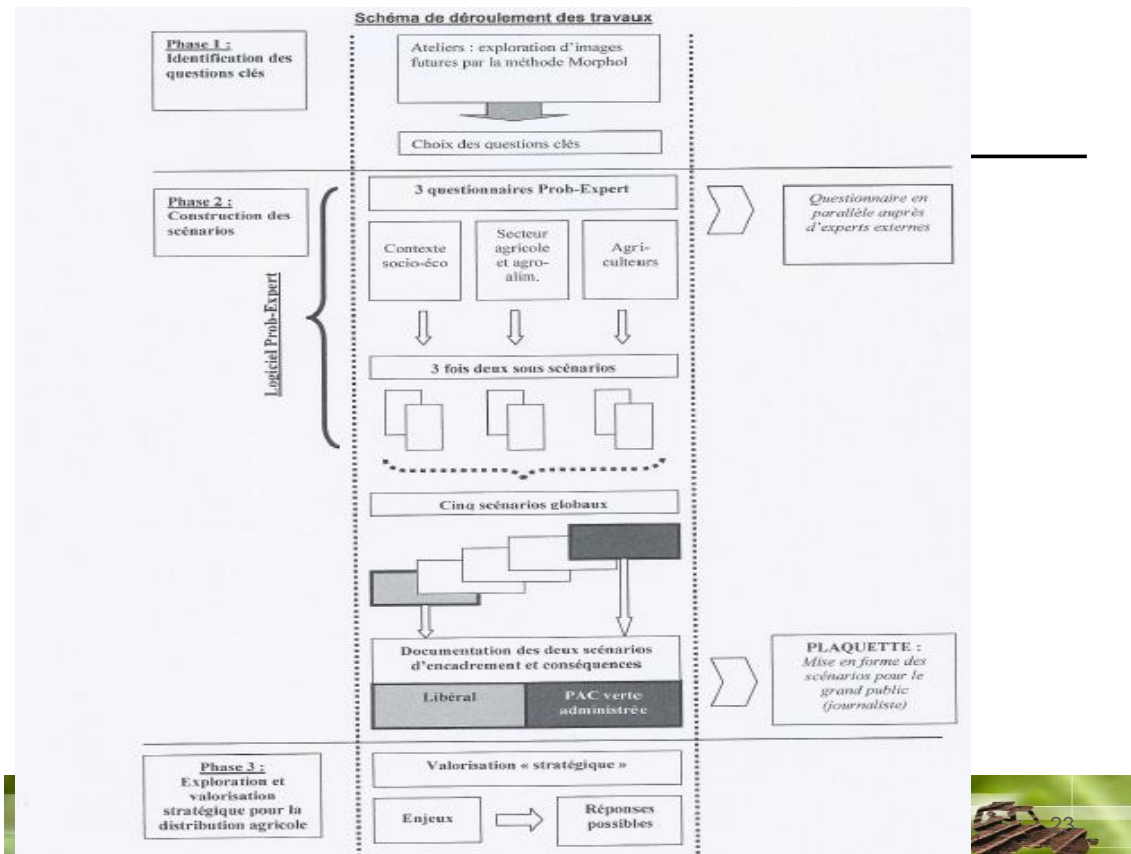 Schéma de déroulement des travaux
Phase 1 :
Identification des
questions clés
Ateliers : exploration d'images
futures par la méthode Morphol
Choix des questions clés
Phase 2 :
Construction des
scénarios
Logiciel Prob-Expert
3 questionnaires Prob-Expert
Questionnaire en
parallèle auprès
d'experts externes
Contexte
socio-éco
Secteur
agricole
et agro-
alim.
Agri-
culteurs
3 fois deux sous scénarios
Cinq scénarios globaux
Documentation des deux scénarios
d'encadrement et conséquences
Libéral
PAC verte
administrée
PLAQUETTE :
Mise en forme des
scénarios pour le
grand public
(journaliste)
Phase 3 :
Exploration et
valorisation
stratégique pour la
distribution agricole
Valorisation « stratégique »
Enjeux
Réponses
possibles
23